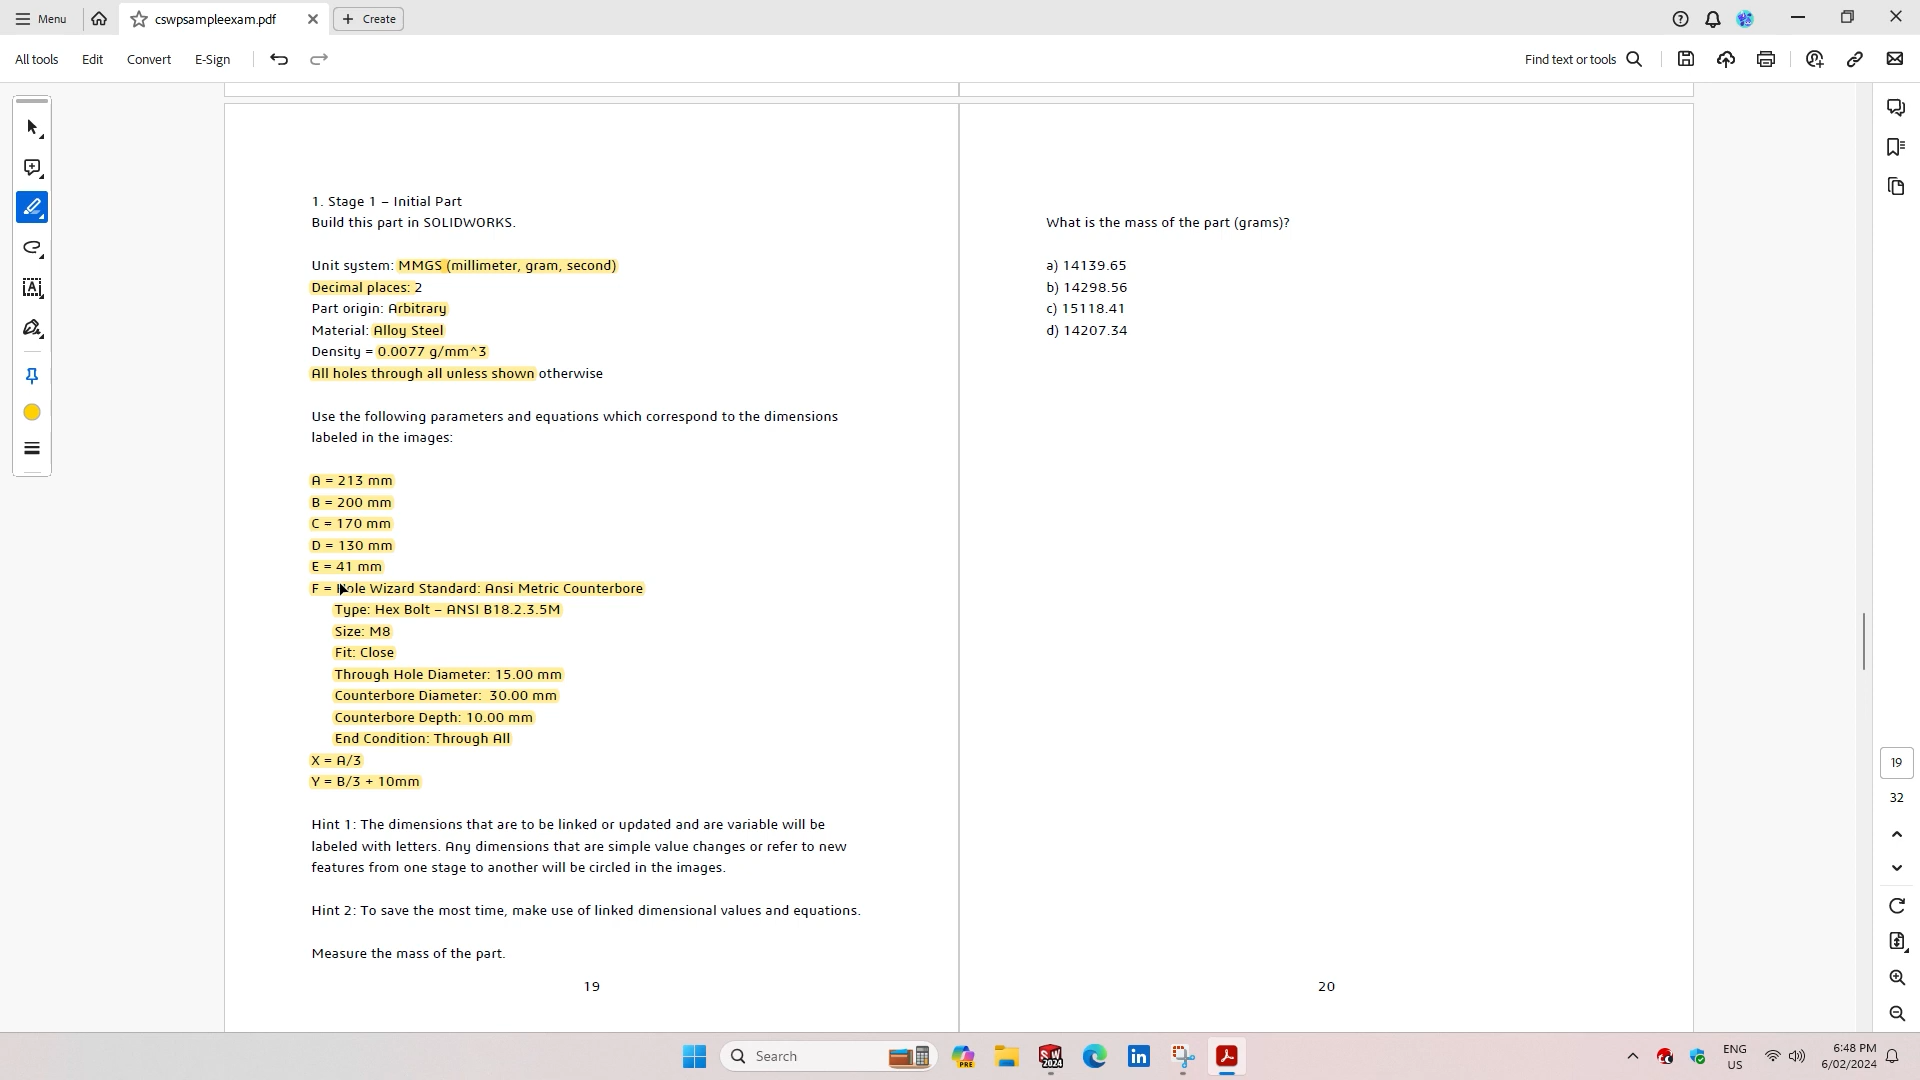 Menu
cswpsampleexam.pdf
Create
All tools
Edit
Convert
E-Sign
Find text or tools
1. Stage 1 – Initial Part
Build this part in SOLIDWORKS.
Unit system: MMGS (millimeter, gram, second)
Decimal places: 2
Part origin: Arbitrary
Material: Alloy Steel
Density = 0.0077 g/mm^3
All holes through all unless shown otherwise
Use the following parameters and equations which correspond to the dimensions
labeled in the images:
A = 213 mm
B = 200 mm
C = 170 mm
D = 130 mm
E = 41 mm
F = Hole Wizard Standard: Ansi Metric Counterbore
Type: Hex Bolt – ANSI B18.2.3.5M
Size: M8
Fit: Close
Through Hole Diameter: 15.00 mm
Counterbore Diameter:  30.00 mm
Counterbore Depth: 10.00 mm
End Condition: Through All
X = A/3
Y = B/3 + 10mm
Hint 1: The dimensions that are to be linked or updated and are variable will be
labeled with letters. Any dimensions that are simple value changes or refer to new
features from one stage to another will be circled in the images.
Hint 2: To save the most time, make use of linked dimensional values and equations.
Measure the mass of the part.
19
What is the mass of the part (grams)?
a) 14139.65
b) 14298.56
c) 15118.41
d) 14207.34
20
19
32
Search
PRE
SW
2024
in
ENG
US
6:48 PM
6/02/2024